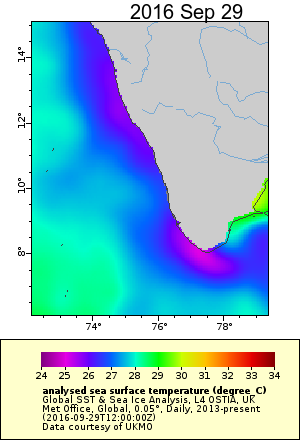 2016 Sep 29
14°
12°
10°
8°
74° 76° 78°
24 25 26 27 28 29 30 31 32 33 34
analysed sea surface temperature (degree_C)
Global SST & Sea Ice Analysis, L4 OSTIA, UK
Met Office, Global, 0.05°, Daily, 2013-present
(2016-09-29T12:00:00Z)
Data courtesy of UKMO